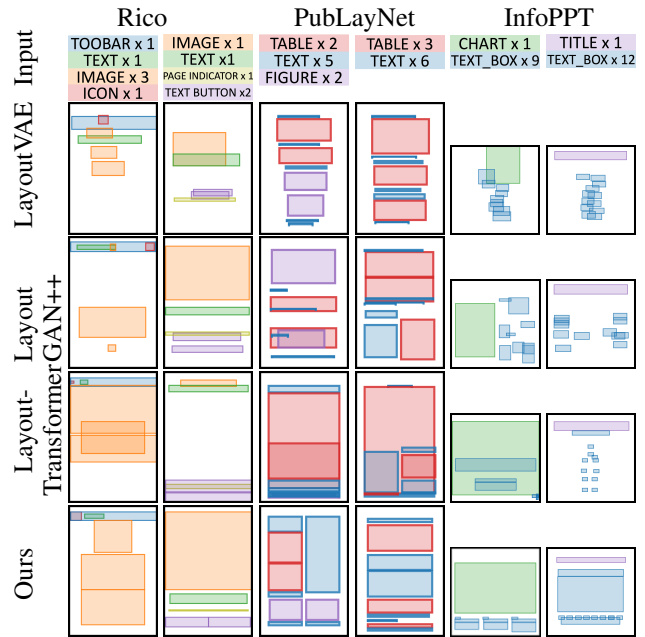 Rico PubLayNet InfoPPT
Input
TOOBAR x 1 IMAGE x 1 TABLE x 2 TABLE x 3 CHART x 1 TITLE x 1
TEXT x 1 TEXT x1 TEXT x 5 TEXT x 6 TEXT_BOX x 9 TEXT_BOX x 12
IMAGE x 3 PAGE INDICATOR x 1 FIGURE x 2
ICON x 1 TEXT BUTTON x2
LayoutVAE
Layout
GAN++
Layout-
Transformer
Ours